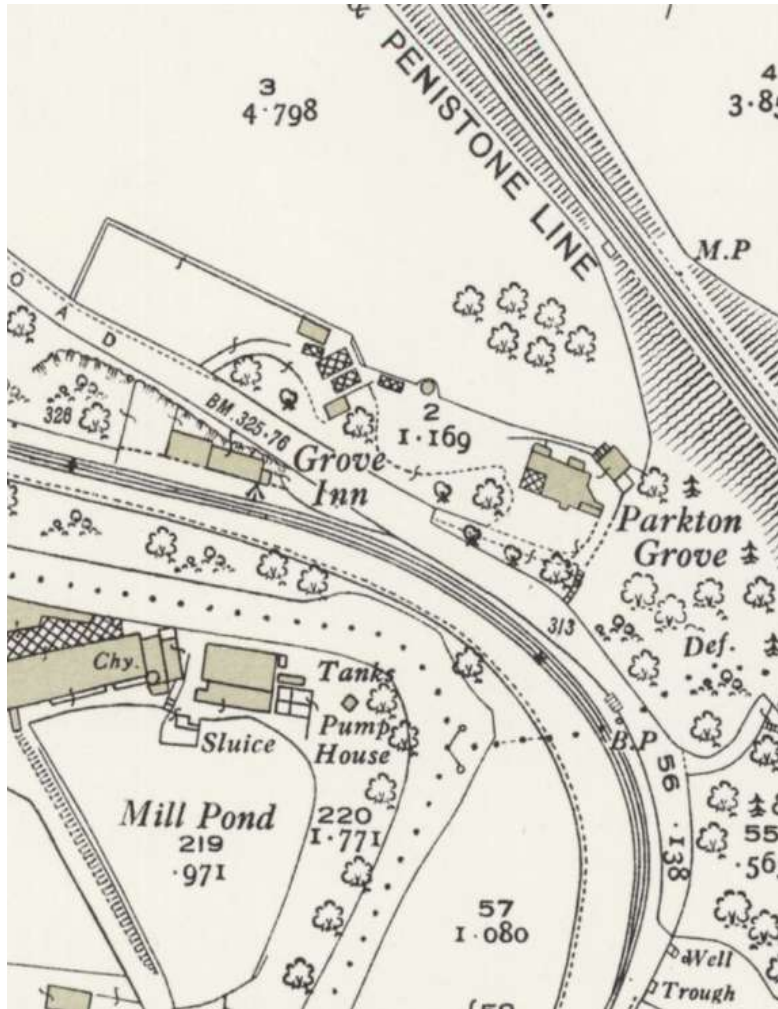 & PENISTONE LINE
3
4·798
4
3·85
M.P
O A D
328
BM. 325·76
2
1·169
Grove
Inn
Parkton
Grove
313
Def.
Chy.
Tanks
Sluice
Pump
House
B.P
Mill Pond
219
·971
220
1·771
56
·138
55
·56
57
1·080
Well
Trough